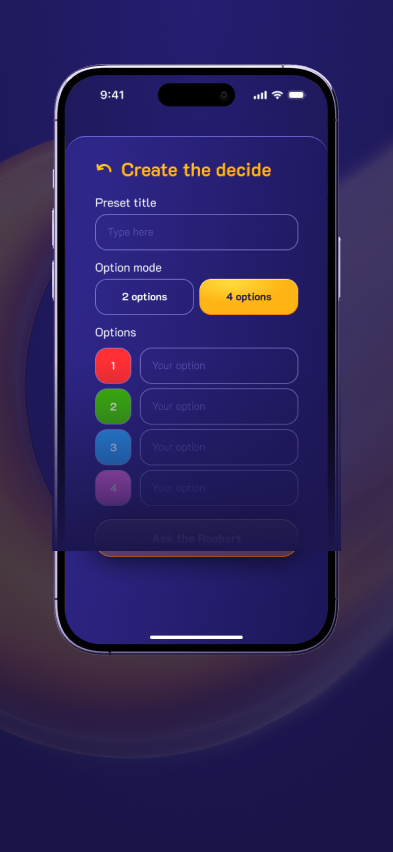 9:41
Create the decide
Preset title
Type here
Option mode
2 options
4 options
Options
1
Your option
2
Your option
3
Your option
4
Your option
Ask the Roobert